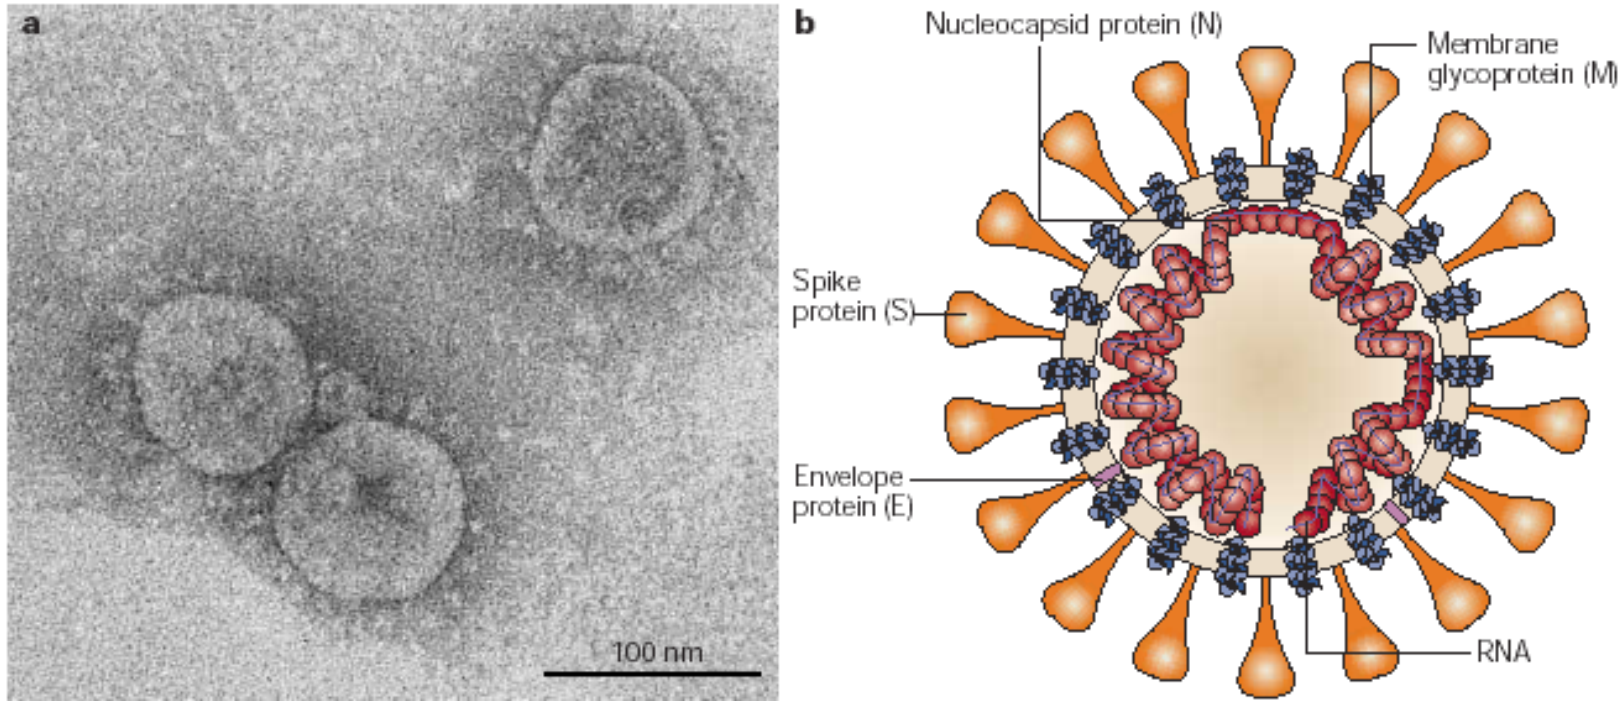 a
100 nm
b
Nucleocapsid protein (N)
Membrane
glycoprotein (M)
Spike
protein (S)
Envelope
protein (E)
RNA